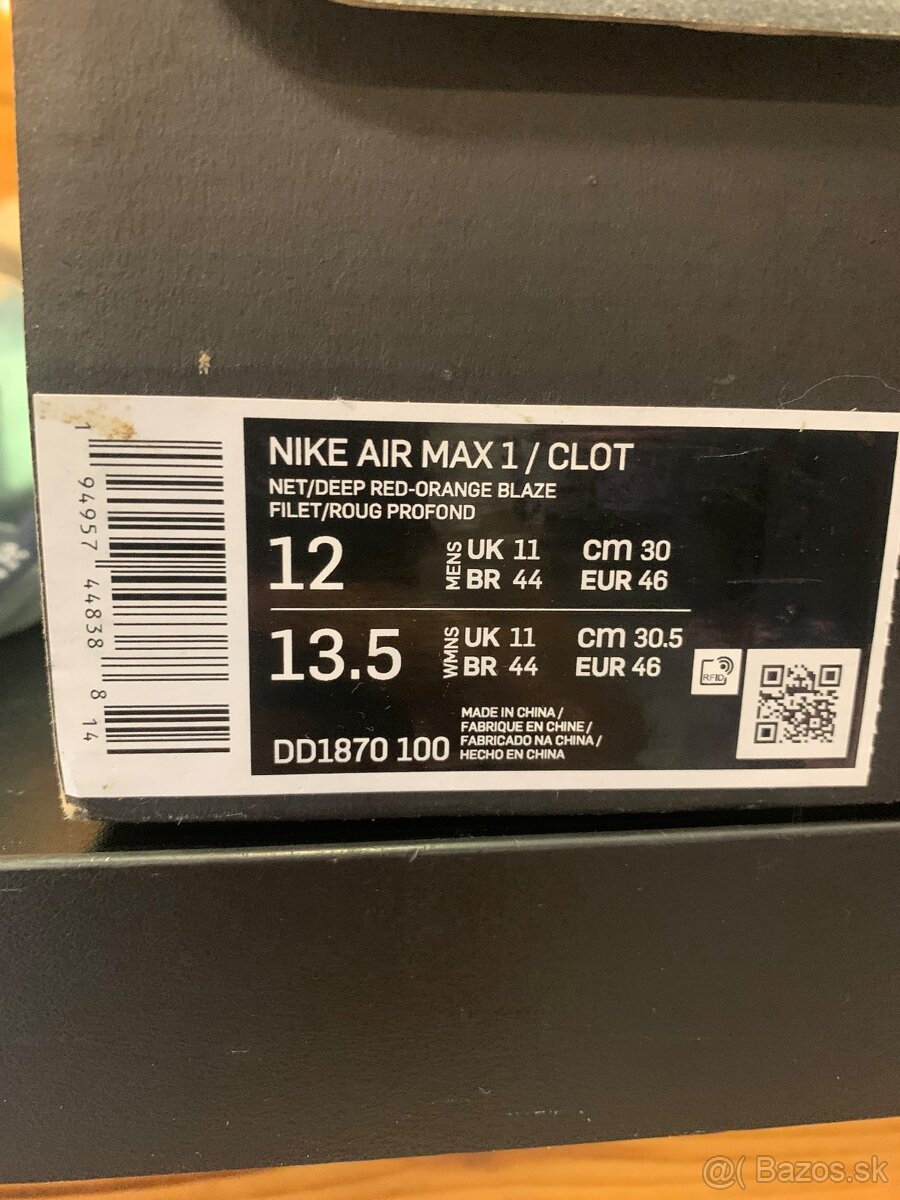 NIKE AIR MAX 1 / CLOT
NET/DEEP RED-ORANGE BLAZE
FILET/ROUG PROFOND
12 MENS UK 11 cm 30
BR 44 EUR 46
13.5 WMNS UK 11 cm 30.5
BR 44 EUR 46
RFID
DD1870 100
MADE IN CHINA /
FABRIQUE EN CHINE /
FABRICADO NA CHINA /
HECHO EN CHINA
1 94957 44838 8 14
@( Bazos.sk